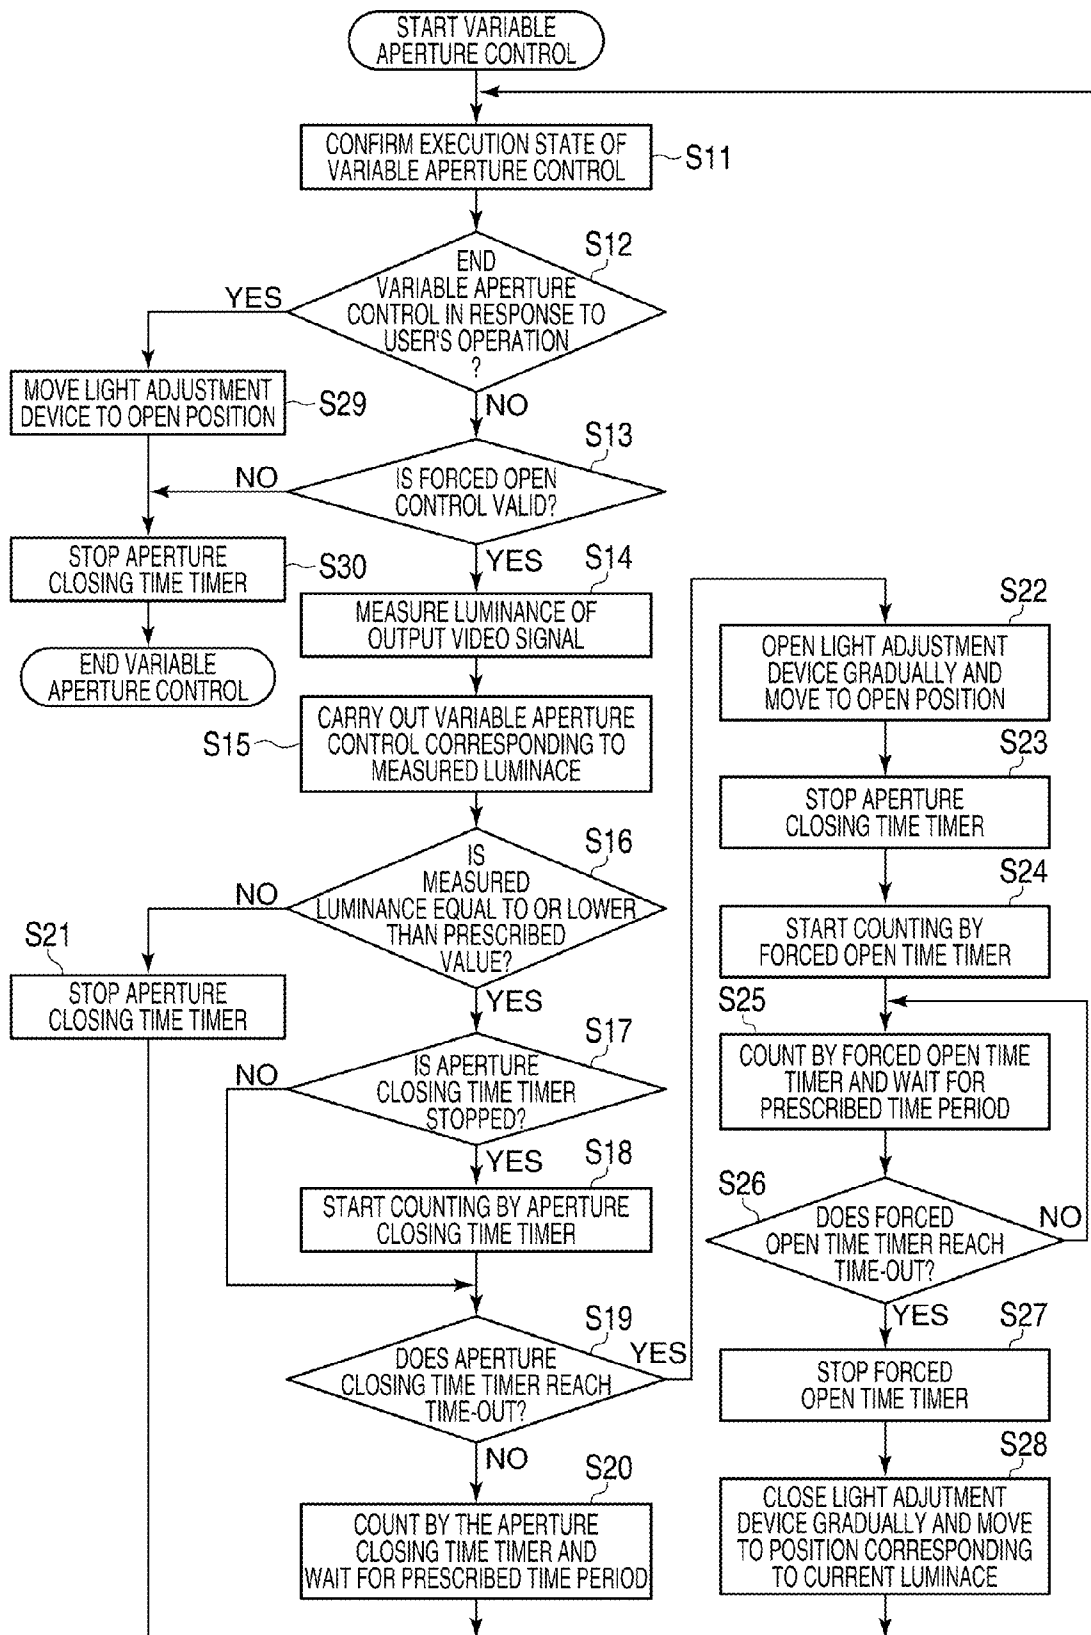 START VARIABLE
APERTURE CONTROL
CONFIRM EXECUTION STATE OF
VARIABLE APERTURE CONTROL
S11
S12
END
VARIABLE APERTURE
CONTROL IN RESPONSE TO
USER'S OPERATION
?
YES
NO
MOVE LIGHT ADJUSTMENT
DEVICE TO OPEN POSITION
S29
S13
IS FORCED OPEN
CONTROL VALID?
NO
YES
STOP APERTURE
CLOSING TIME TIMER
S30
END VARIABLE
APERTURE CONTROL
S14
MEASURE LUMINANCE OF
OUTPUT VIDEO SIGNAL
S15
CARRY OUT VARIABLE APERTURE
CONTROL CORRESPONDING TO
MEASURED LUMINACE
S16
IS
MEASURED
LUMINANCE EQUAL TO OR LOWER
THAN PRESCRIBED
VALUE?
NO
YES
S21
STOP APERTURE
CLOSING TIME TIMER
S17
IS APERTURE
CLOSING TIME TIMER
STOPPED?
NO
YES
S18
START COUNTING BY APERTURE
CLOSING TIME TIMER
S19
DOES APERTURE
CLOSING TIME TIMER REACH
TIME-OUT?
YES
NO
S20
COUNT BY THE APERTURE
CLOSING TIME TIMER AND
WAIT FOR PRESCRIBED TIME PERIOD
S22
OPEN LIGHT ADJUSTMENT
DEVICE GRADUALLY AND
MOVE TO OPEN POSITION
S23
STOP APERTURE
CLOSING TIME TIMER
S24
START COUNTING BY
FORCED OPEN TIME TIMER
S25
COUNT BY FORCED OPEN TIME
TIMER AND WAIT FOR
PRESCRIBED TIME PERIOD
S26
DOES FORCED
OPEN TIME TIMER REACH
TIME-OUT?
NO
YES
S27
STOP FORCED
OPEN TIME TIMER
S28
CLOSE LIGHT ADJUTMENT
DEVICE GRADUALLY AND MOVE
TO POSITION CORRESPONDING
TO CURRENT LUMINACE